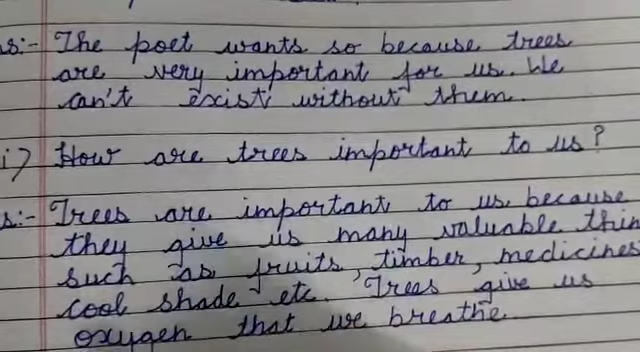 s:- The poet wants so because trees
are very important for us. We
can't exist without them.
i) How are trees important to us?
s:- Trees are important to us because
they give us many valuable thin
such as fruits, timber, medicines
cool shade etc. Trees give us
oxygen that we breathe.